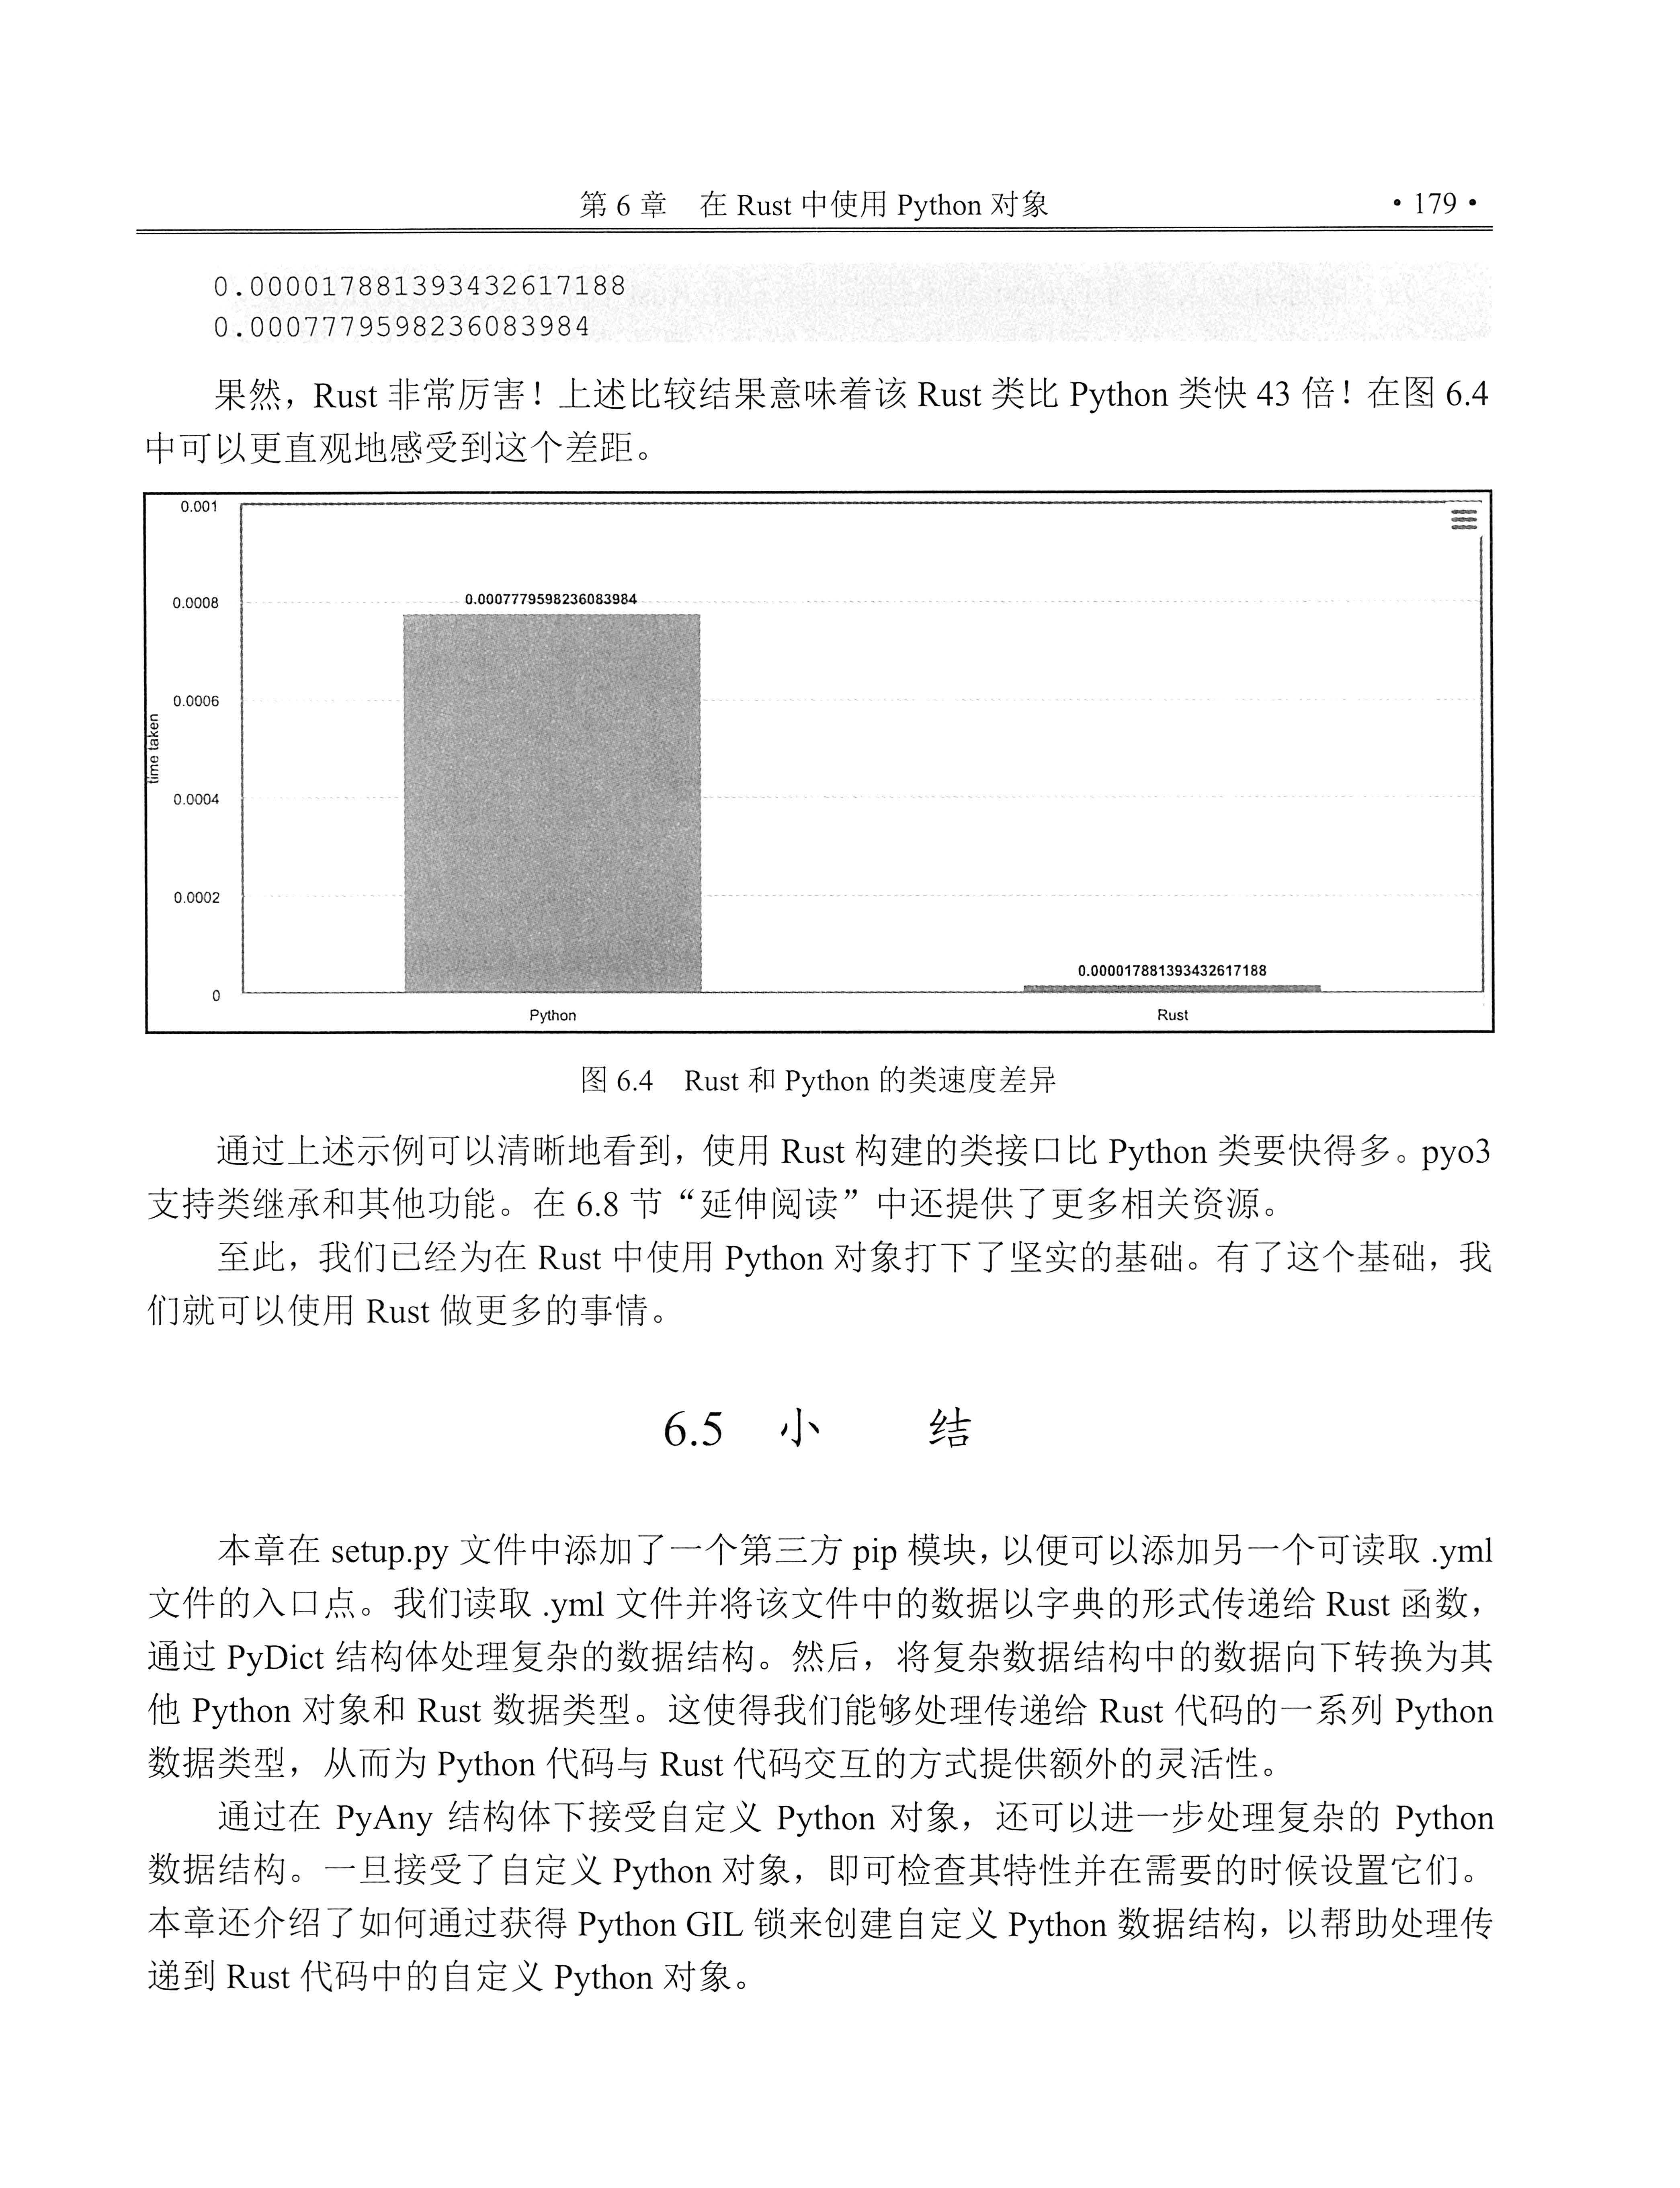 第 6 章 在 Rust 中使用 Python 对象 • 179 •
0.000017881393432617188
0.0007779598236083984
果然，Rust 非常厉害！上述比较结果意味着该 Rust 类比 Python 类快 43 倍！在图 6.4
中可以更直观地感受到这个差距。
0.001
0.0008
0.0007779598236083984
0.0006
time taken
0.0004
0.0002
0.000017881393432617188
0
Python
Rust
图 6.4 Rust 和 Python 的类速度差异
通过上述示例可以清晰地看到，使用 Rust 构建的类接口比 Python 类要快得多。pyo3
支持类继承和其他功能。在 6.8 节“延伸阅读”中还提供了更多相关资源。
至此，我们已经为在 Rust 中使用 Python 对象打下了坚实的基础。有了这个基础，我
们就可以使用 Rust 做更多的事情。
6.5 小 结
本章在 setup.py 文件中添加了一个第三方 pip 模块，以便可以添加另一个可读取 .yml
文件的入口点。我们读取 .yml 文件并将该文件中的数据以字典的形式传递给 Rust 函数，
通过 PyDict 结构体处理复杂的数据结构。然后，将复杂数据结构中的数据向下转换为其
他 Python 对象和 Rust 数据类型。这使得我们能够处理传递给 Rust 代码的一系列 Python
数据类型，从而为 Python 代码与 Rust 代码交互的方式提供额外的灵活性。
通过在 PyAny 结构体下接受自定义 Python 对象，还可以进一步处理复杂的 Python
数据结构。一旦接受了自定义 Python 对象，即可检查其特性并在需要的时候设置它们。
本章还介绍了如何通过获得 Python GIL 锁来创建自定义 Python 数据结构，以帮助处理传
递到 Rust 代码中的自定义 Python 对象。